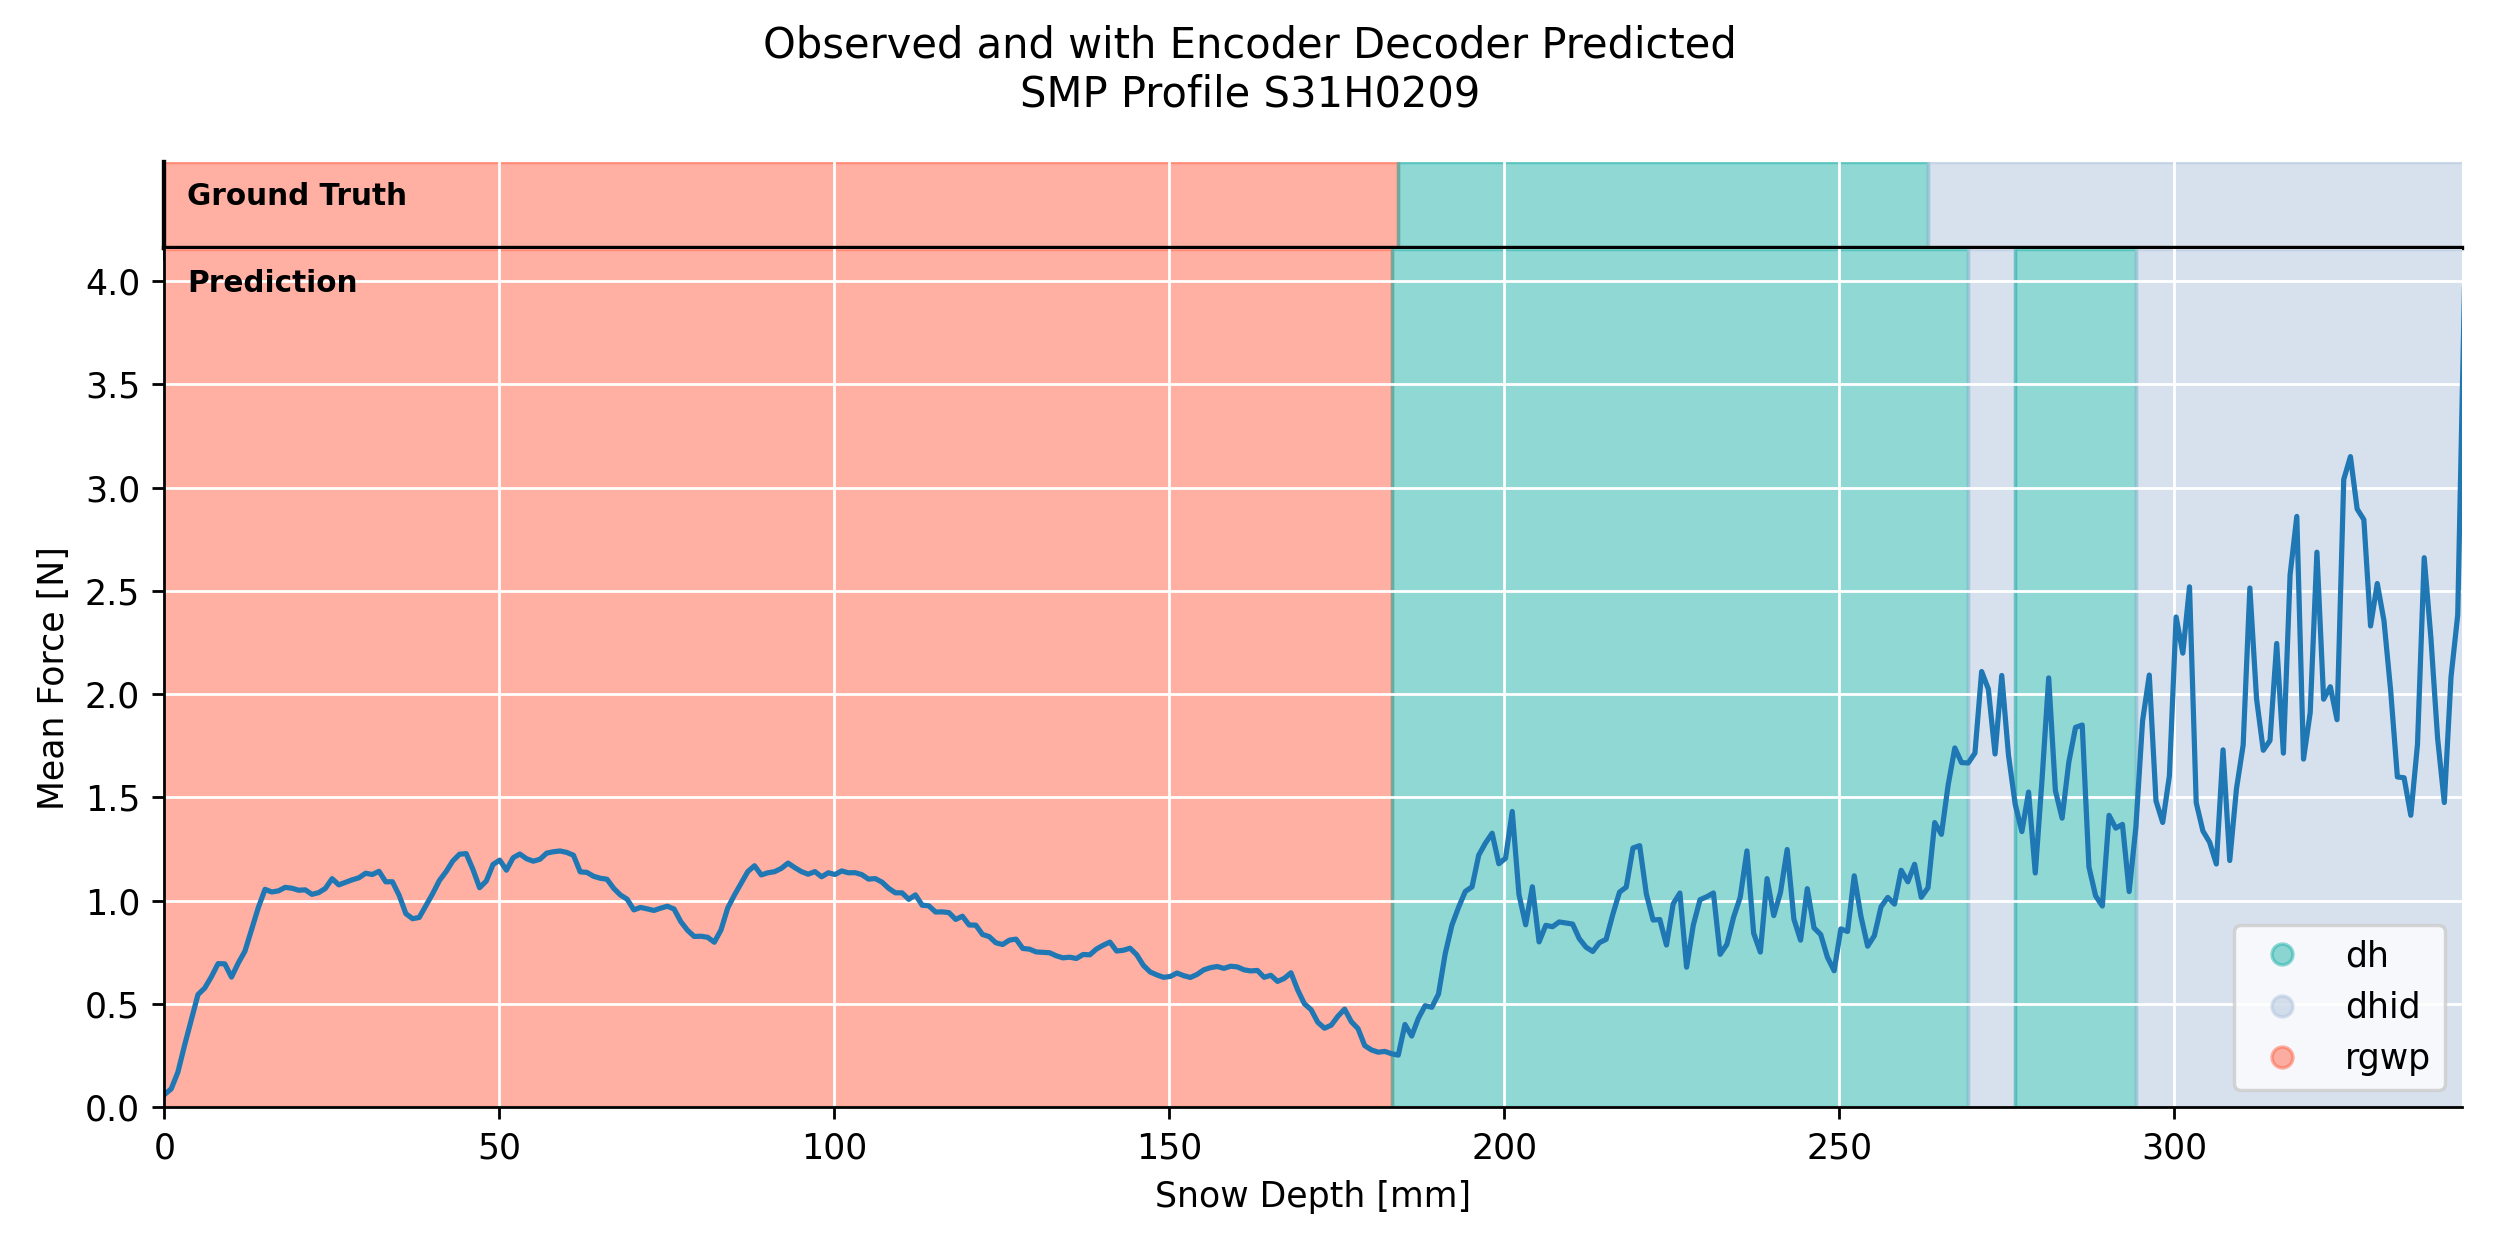 Observed and with Encoder Decoder Predicted
SMP Profile S31H0209
Ground Truth
Prediction
4.0
3.5
3.0
2.5
2.0
1.5
1.0
0.5
0.0
Mean Force [N]
dh
dhid
rgwp
0 50 100 150 200 250 300
Snow Depth [mm]